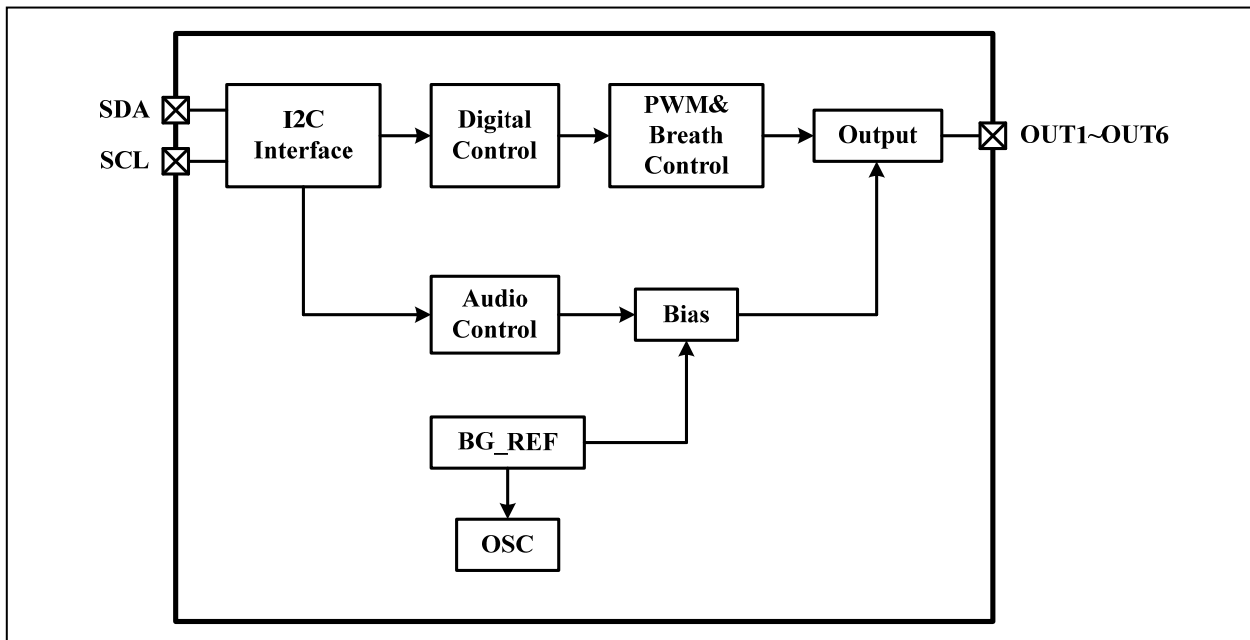 SDA
SCL
I2C
Interface
Digital
Control
PWM&
Breath
Control
Output
OUT1~OUT6
Audio
Control
Bias
BG_REF
OSC